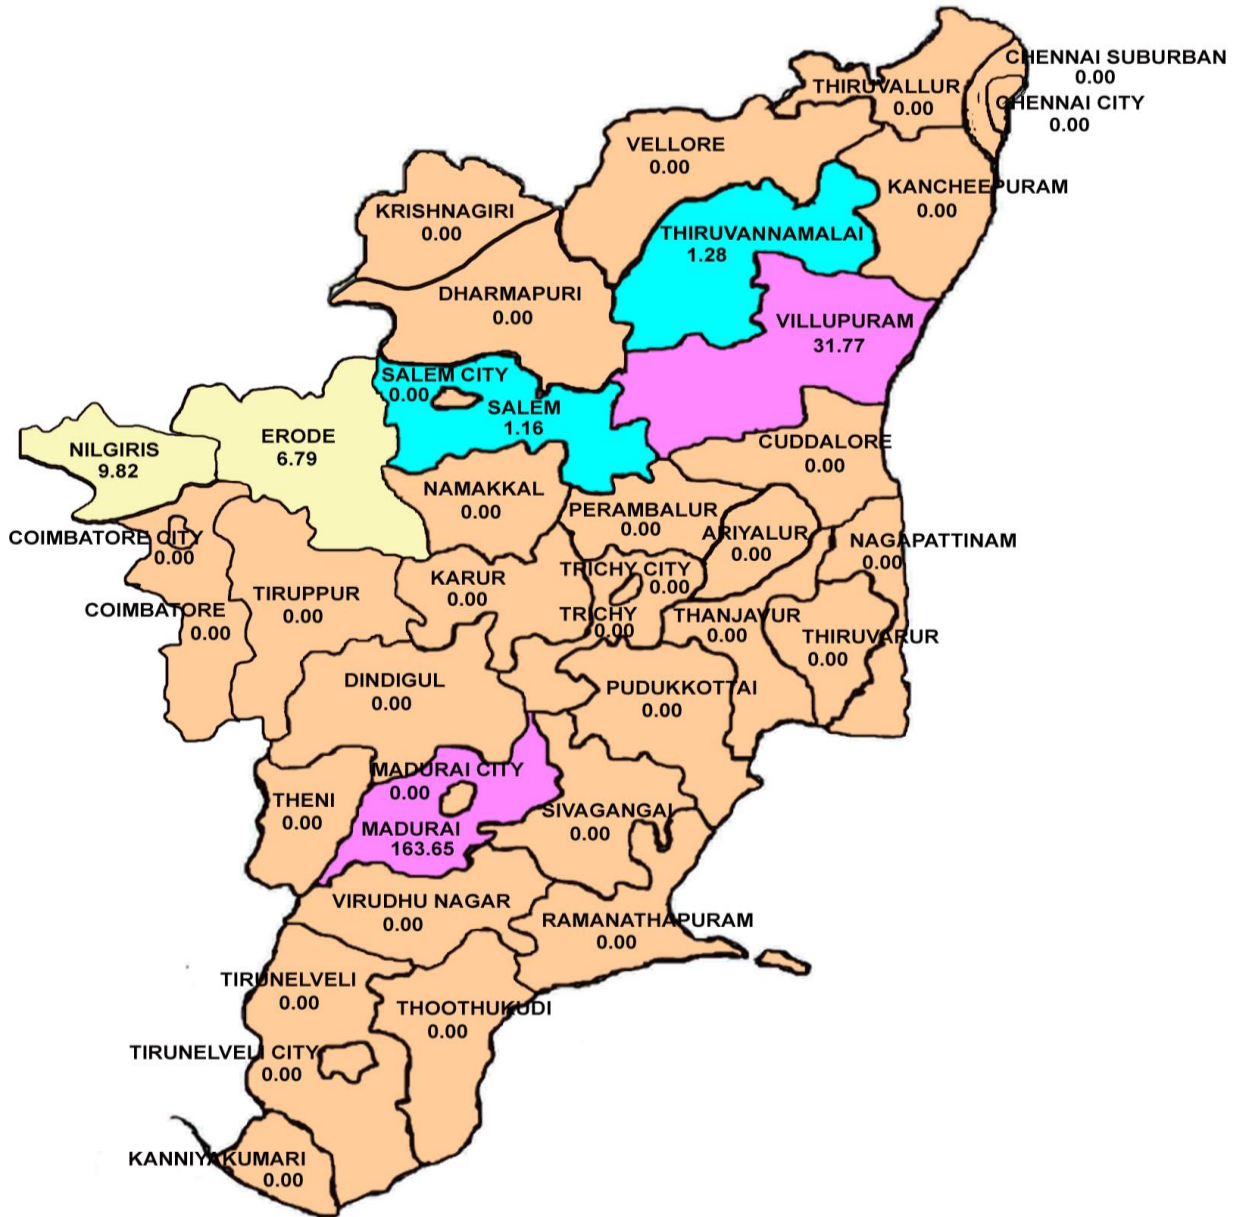 CHENNAI SUBURBAN
0.00
THIRUVALLUR
0.00
CHENNAI CITY
0.00
VELLORE
0.00
KANCHEEPURAM
0.00
KRISHNAGIRI
0.00
THIRUVANNAMALAI
1.28
DHARMAPURI
0.00
VILLUPURAM
31.77
SALEM CITY
0.00
SALEM
1.16
NILGIRIS
9.82
ERODE
6.79
CUDDALORE
0.00
NAMAKKAL
0.00
PERAMBALUR
0.00
ARIYALUR
0.00
COIMBATORE CITY
0.00
NAGAPATTINAM
0.00
TRICHY CITY
0.00
KARUR
0.00
TIRUPPUR
0.00
COIMBATORE
0.00
TRICHY
0.00
THANJAVUR
0.00
THIRUVARUR
0.00
DINDIGUL
0.00
PUDUKKOTTAI
0.00
MADURAI CITY
0.00
THENI
0.00
SIVAGANGAI
0.00
MADURAI
163.65
VIRUDHU NAGAR
0.00
RAMANATHAPURAM
0.00
TIRUNELVELI
0.00
THOOTHUKUDI
0.00
TIRUNELVELI CITY
0.00
KANNIYAKUMARI
0.00